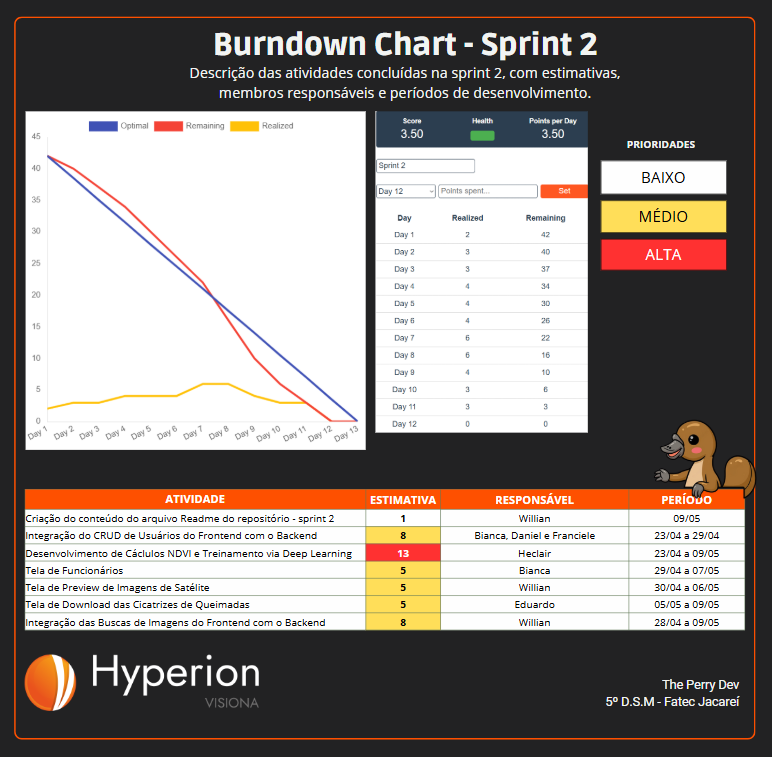 Burndown Chart - Sprint 2
Descrição das atividades concluídas na sprint 2, com estimativas,
membros responsáveis e períodos de desenvolvimento.
Optimal Remaining Realized
45
40
35
30
25
20
15
10
5
0
Day 1 Day 2 Day 3 Day 4 Day 5 Day 6 Day 7 Day 8 Day 9 Day 10 Day 11 Day 12 Day 13
Score Health Points per Day
3.50 3.50
Sprint 2
Day 12 Points spent... Set
Day Realized Remaining
Day 1 2 42
Day 2 3 40
Day 3 3 37
Day 4 4 34
Day 5 4 30
Day 6 4 26
Day 7 6 22
Day 8 6 16
Day 9 4 10
Day 10 3 6
Day 11 3 3
Day 12 0 0
PRIORIDADES
BAIXO
MÉDIO
ALTA
ATIVIDADE ESTIMATIVA RESPONSÁVEL PERÍODO
Criação do conteúdo do arquivo Readme do repositório - sprint 2 1 Willian 09/05
Integração do CRUD de Usuários do Frontend com o Backend 8 Bianca, Daniel e Franciele 23/04 a 29/04
Desenvolvimento de Cáclulos NDVI e Treinamento via Deep Learning 13 Heclair 23/04 a 09/05
Tela de Funcionários 5 Bianca 29/04 a 07/05
Tela de Preview de Imagens de Satélite 5 Willian 30/04 a 06/05
Tela de Download das Cicatrizes de Queimadas 5 Eduardo 05/05 a 09/05
Integração das Buscas de Imagens do Frontend com o Backend 8 Willian 28/04 a 09/05
Hyperion
VISIONA
The Perry Dev
5º D.S.M - Fatec Jacareí